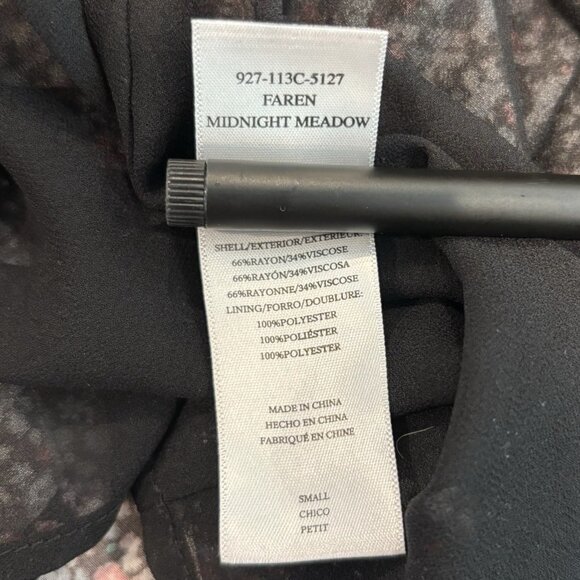 927-113C-5127
FAREN
MIDNIGHT MEADOW
SHELL/EXTERIOR/EXTÉRIEUR:
66%RAYON/34%VISCOSE
66%RAYÓN/34%VISCOSA
66%RAYONNE/34%VISCOSE
LINING/FORRO/DOUBLURE:
100%POLYESTER
100%POLIÉSTER
100%POLYESTER
MADE IN CHINA
HECHO EN CHINA
FABRIQUÉ EN CHINE
SMALL
CHICO
PETIT